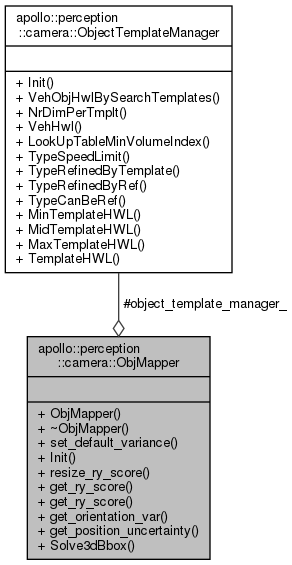 apollo::perception
::camera::ObjectTemplateManager
+ Init()
+ VehObjHwlBySearchTemplates()
+ NrDimPerTmplt()
+ VehHwl()
+ LookUpTableMinVolumeIndex()
+ TypeSpeedLimit()
+ TypeRefinedByTemplate()
+ TypeRefinedByRef()
+ TypeCanBeRef()
+ MinTemplateHWL()
+ MidTemplateHWL()
+ MaxTemplateHWL()
+ TemplateHWL()
#object_template_manager_
apollo::perception
::camera::ObjMapper
+ ObjMapper()
+ ~ObjMapper()
+ set_default_variance()
+ Init()
+ resize_ry_score()
+ get_ry_score()
+ get_ry_score()
+ get_orientation_var()
+ get_position_uncertainty()
+ Solve3dBbox()